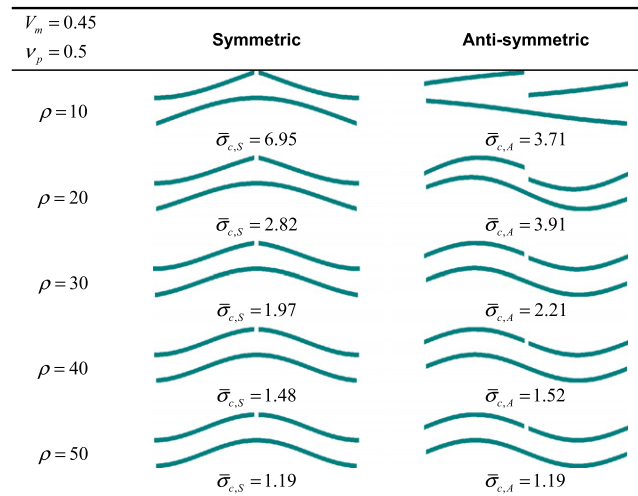 V_m = 0.45
ν_p = 0.5
Symmetric Anti-symmetric
ρ = 10
σ̅_{c,S} = 6.95 σ̅_{c,A} = 3.71
ρ = 20
σ̅_{c,S} = 2.82 σ̅_{c,A} = 3.91
ρ = 30
σ̅_{c,S} = 1.97 σ̅_{c,A} = 2.21
ρ = 40
σ̅_{c,S} = 1.48 σ̅_{c,A} = 1.52
ρ = 50
σ̅_{c,S} = 1.19 σ̅_{c,A} = 1.19